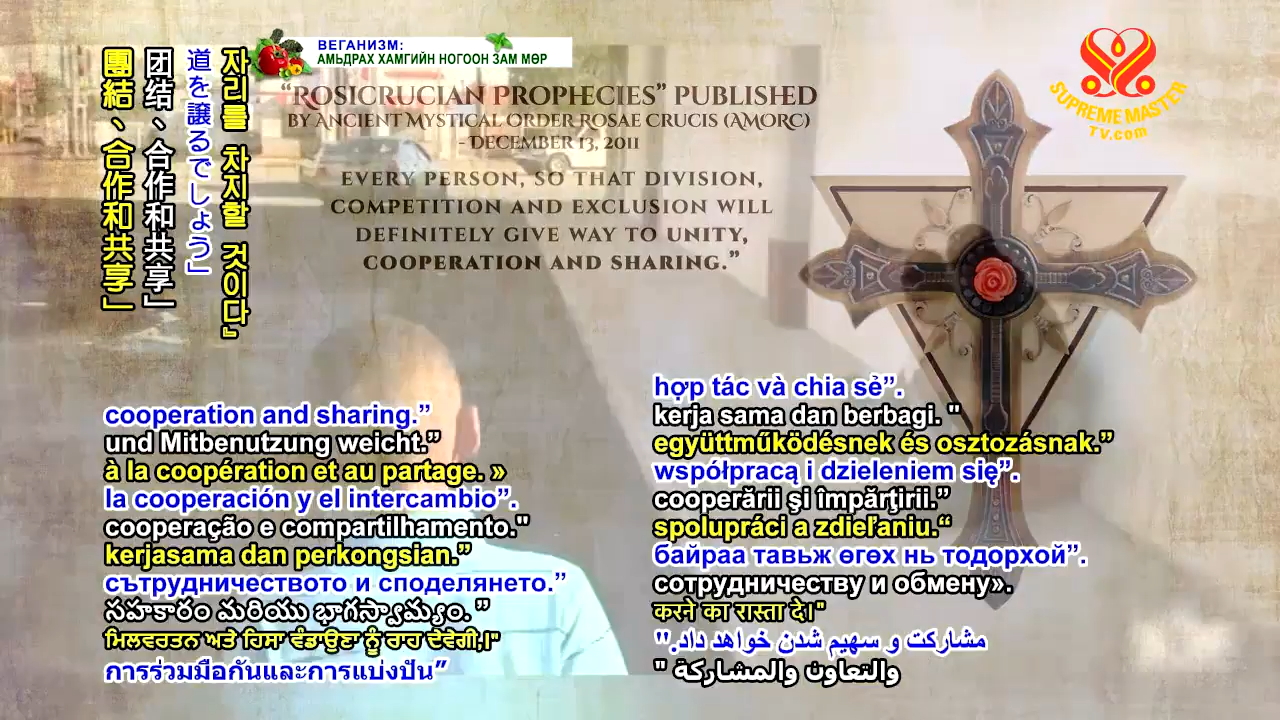 ВЕГАНИЗМ:
АМЬДРАХ ХАМГИЙН НОГООН ЗАМ МӨР
SUPREME MASTER
TV.com
“ROSICRUCIAN PROPHECIES” PUBLISHED
BY ANCIENT MYSTICAL ORDER ROSAE CRUCIS (AMORC)
- DECEMBER 13, 2011
EVERY PERSON, SO THAT DIVISION,
COMPETITION AND EXCLUSION WILL
DEFINITELY GIVE WAY TO UNITY,
COOPERATION AND SHARING.”
자리를 차지할 것이다』
道を譲るでしょう」
团结、合作和共享」
團結、合作和共享」
cooperation and sharing.”
und Mitbenutzung weicht.”
à la coopération et au partage. »
la cooperación y el intercambio”.
cooperação e compartilhamento."
kerjasama dan perkongsian.”
сътрудничеството и споделянето.”
సహకారం మరియు భాగస్వామ్యం. ”
ਮਿਲਵਰਤਨ ਅਤੇ ਹਿਸਾ ਵੰਡਾਉਣਾ ਨੂੰ ਰਾਹ ਦੇਵੇਗੀ,।"
การร่วมมือกันและการแบ่งปัน”
hợp tác và chia sẻ”.
kerja sama dan berbagi. "
együttműködésnek és osztozásnak.”
współpracą i dzieleniem się”.
cooperării şi împărţirii.”
spolupráci a zdieľaniu.“
байраа тавьж өгөх нь тодорхой”.
сотрудничеству и обмену».
करने का रास्ता दे।"
مشارکت و سهیم شدن خواهد داد."
والتعاون والمشاركة "